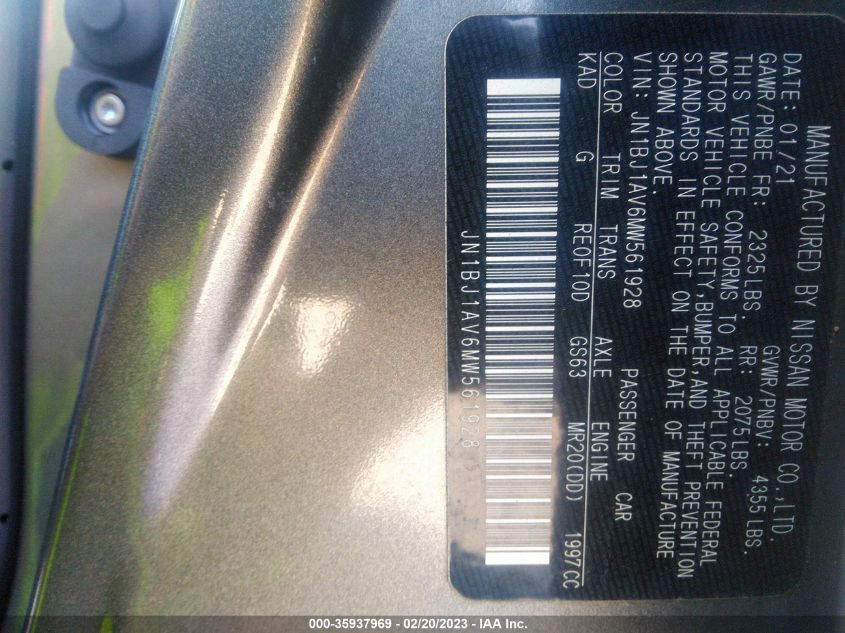 MANUFACTURED BY NISSAN MOTOR CO.,LTD.
DATE: 01/21 GVWR/PNBV: 4355 LBS.
GAWR/PNBE FR: 2325LBS. RR: 2075LBS.
THIS VEHICLE CONFORMS TO ALL APPLICABLE FEDERAL
MOTOR VEHICLE SAFETY,BUMPER,AND THEFT PREVENTION
STANDARDS IN EFFECT ON THE DATE OF MANUFACTURE
SHOWN ABOVE.
VIN: JN1BJ1AV6MW561928 PASSENGER CAR
COLOR TRIM TRANS AXLE ENGINE
KAD G RE0F10D GS63 MR20(DD) 1997CC
JN1BJ1AV6MW561928
000-35937969 - 02/20/2023 - IAA Inc.